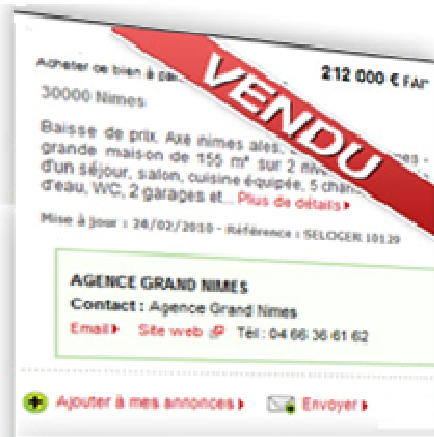 Acheter ce bien à
212 000 € FAI*
VENDU
30000 Nimes
Baisse de prix. Axe nimes ales,
grande maison de 155 m² sur 2
d'un séjour, salon, cuisine équipée, 5
d'eau, WC, 2 garages et... Plus de détails
Mise à jour : 26/02/2010 - Référence : SELOGER 10129
AGENCE GRAND NIMES
Contact : Agence Grand Nimes
Email Site web Tél : 04 66 36 61 62
Ajouter à mes annonces Envoyer